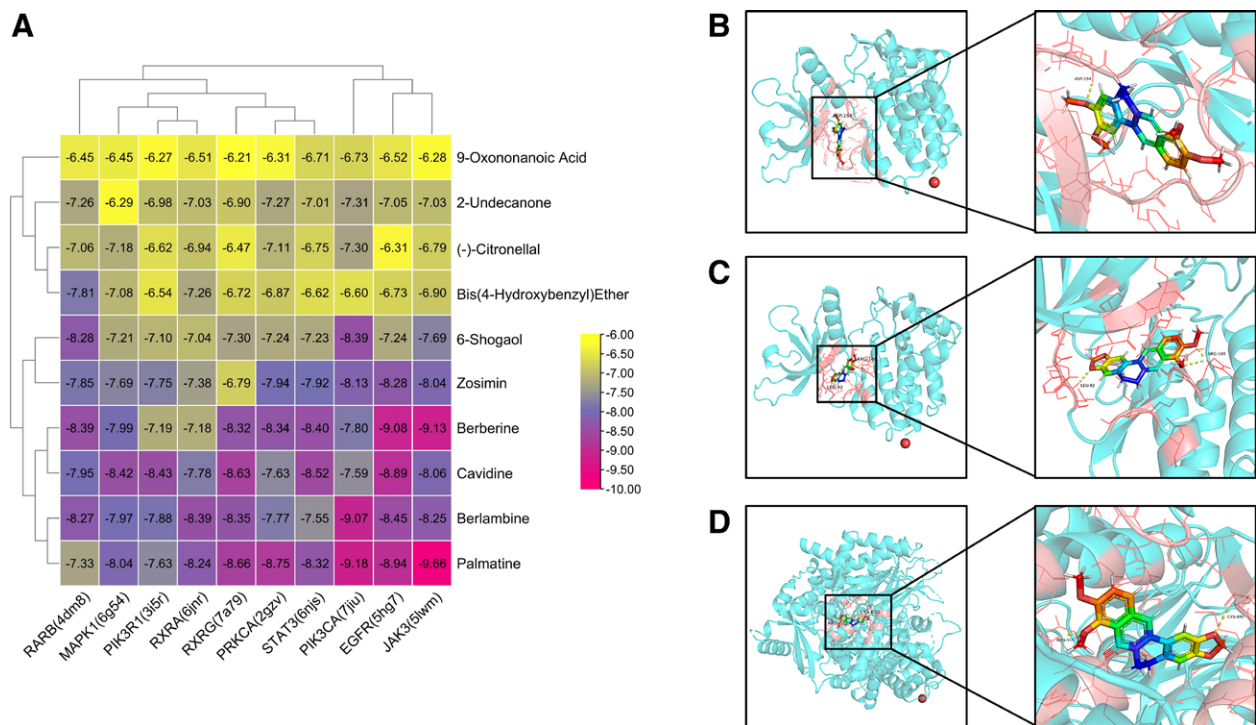 A
-6.45 -6.45 -6.27 -6.51 -6.21 -6.31 -6.71 -6.73 -6.52 -6.28 9-Oxononanoic Acid
-7.26 -6.29 -6.98 -7.03 -6.90 -7.27 -7.01 -7.31 -7.05 -7.03 2-Undecanone
-7.06 -7.18 -6.62 -6.94 -6.47 -7.11 -6.75 -7.30 -6.31 -6.79 (-)-Citronellal
-7.81 -7.08 -6.54 -7.26 -6.72 -6.87 -6.62 -6.60 -6.73 -6.90 Bis(4-Hydroxybenzyl)Ether
-8.28 -7.21 -7.10 -7.04 -7.30 -7.24 -7.23 -8.39 -7.24 -7.69 6-Shogaol
-7.85 -7.69 -7.75 -7.38 -6.79 -7.94 -7.92 -8.13 -8.28 -8.04 Zosimin
-8.39 -7.99 -7.19 -7.18 -8.32 -8.34 -8.40 -7.80 -9.08 -9.13 Berberine
-7.95 -8.42 -8.43 -7.78 -8.63 -7.63 -8.52 -7.59 -8.89 -8.06 Cavidine
-8.27 -7.97 -7.88 -8.39 -8.35 -7.77 -7.55 -9.07 -8.45 -8.25 Berlambine
-7.33 -8.04 -7.63 -8.24 -8.66 -8.75 -8.32 -9.18 -8.94 -9.66 Palmatine
RARB(4dm8)
MAPK1(6g54)
PIK3R1(3i5r)
RXRA(6jnr)
RXRG(7a79)
PRKCA(2gzv)
STAT3(6njs)
PIK3CA(7jiu)
EGFR(5hg7)
JAK3(5lwm)
-6.00
-6.50
-7.00
-7.50
-8.00
-8.50
-9.00
-9.50
-10.00
B
C
LEU-92
ARG-140
D